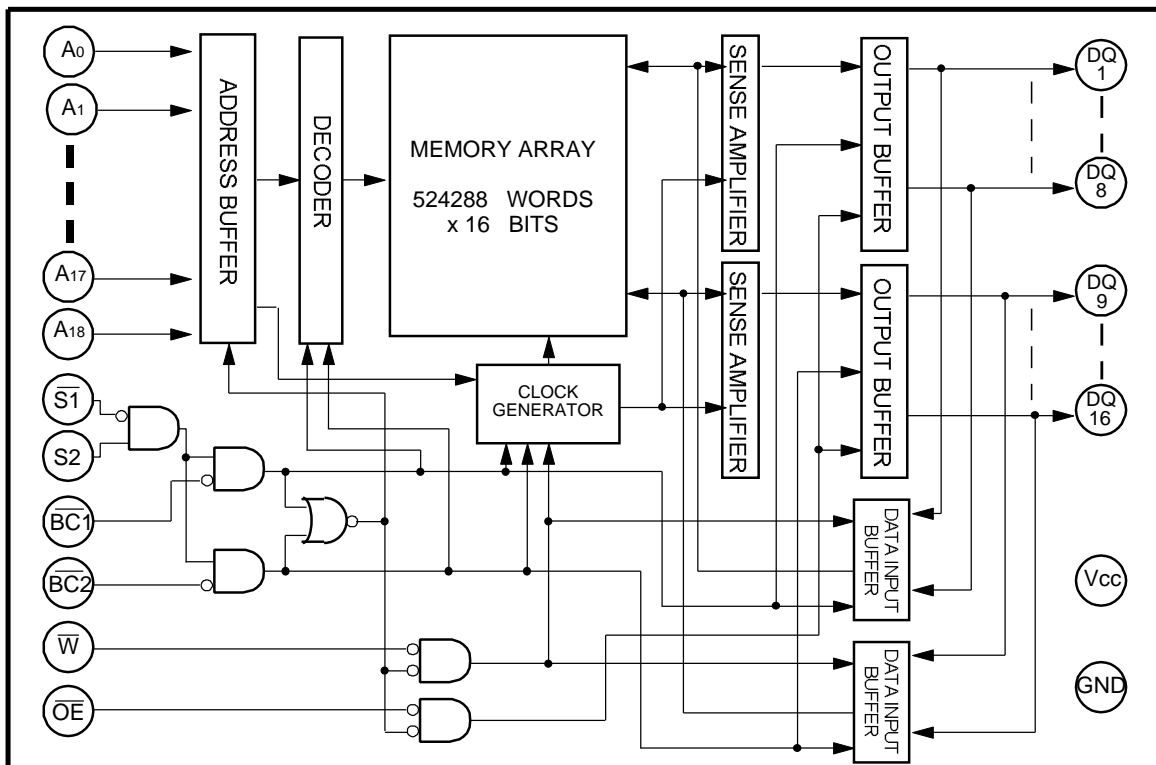 A0
A1
A17
A18
S1
S2
BC1
BC2
W
OE
ADDRESS BUFFER
DECODER
MEMORY ARRAY
524288 WORDS
x 16 BITS
CLOCK
GENERATOR
SENSE AMPLIFIER
SENSE AMPLIFIER
OUTPUT BUFFER
OUTPUT BUFFER
DATA INPUT
BUFFER
DATA INPUT
BUFFER
DQ
1
DQ
8
DQ
9
DQ
16
Vcc
GND